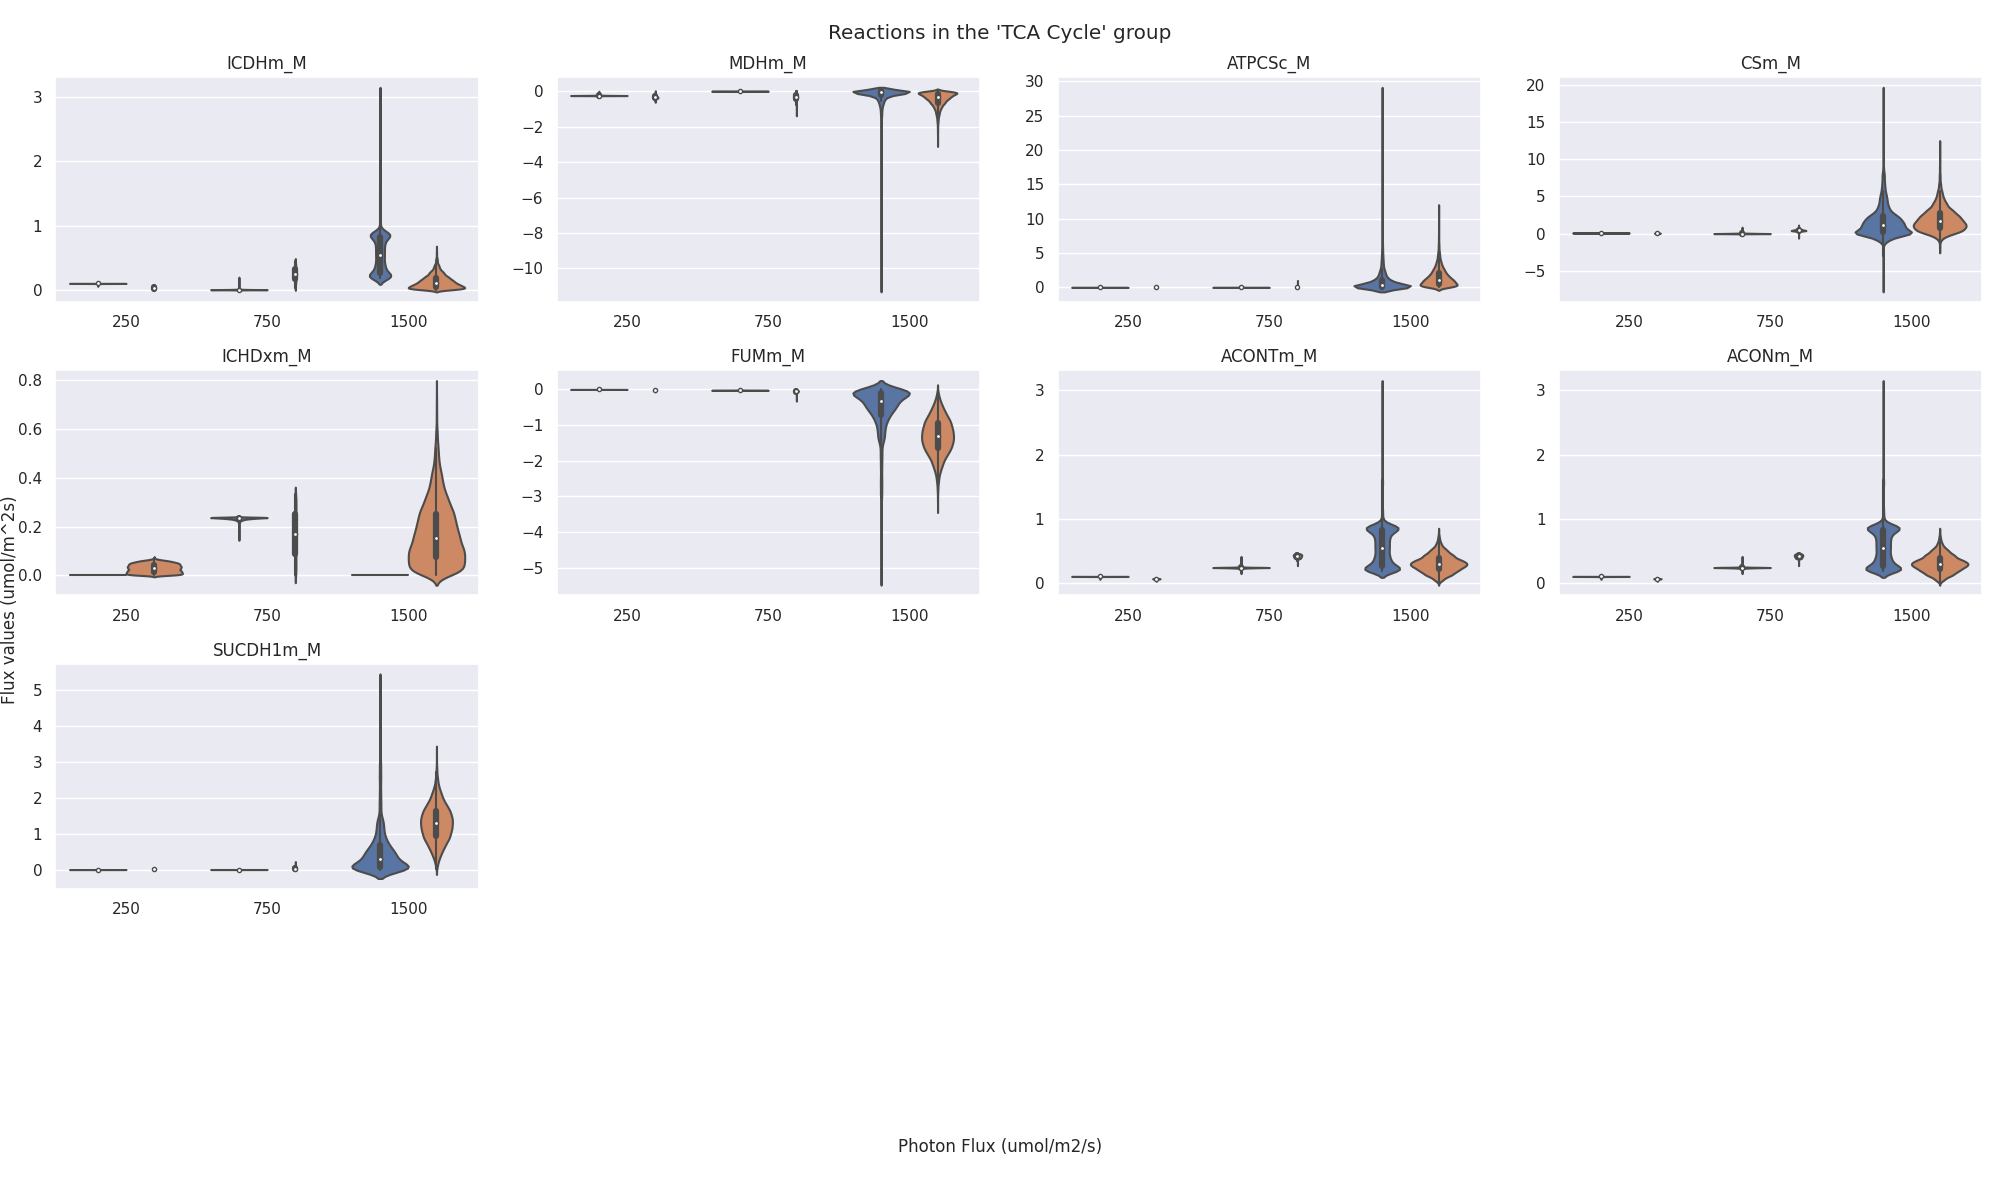 Reactions in the 'TCA Cycle' group
ICDHm_M
3
2
1
0
250 750 1500
MDHm_M
0
−2
−4
−6
−8
−10
250 750 1500
ATPCSc_M
30
25
20
15
10
5
0
250 750 1500
CSm_M
20
15
10
5
0
−5
250 750 1500
ICHDxm_M
0.8
0.6
0.4
0.2
0.0
250 750 1500
FUMm_M
0
−1
−2
−3
−4
−5
250 750 1500
ACONTm_M
3
2
1
0
250 750 1500
ACONm_M
3
2
1
0
250 750 1500
SUCDH1m_M
5
4
3
2
1
0
250 750 1500
Flux values (umol/m^2s)
Photon Flux (umol/m2/s)